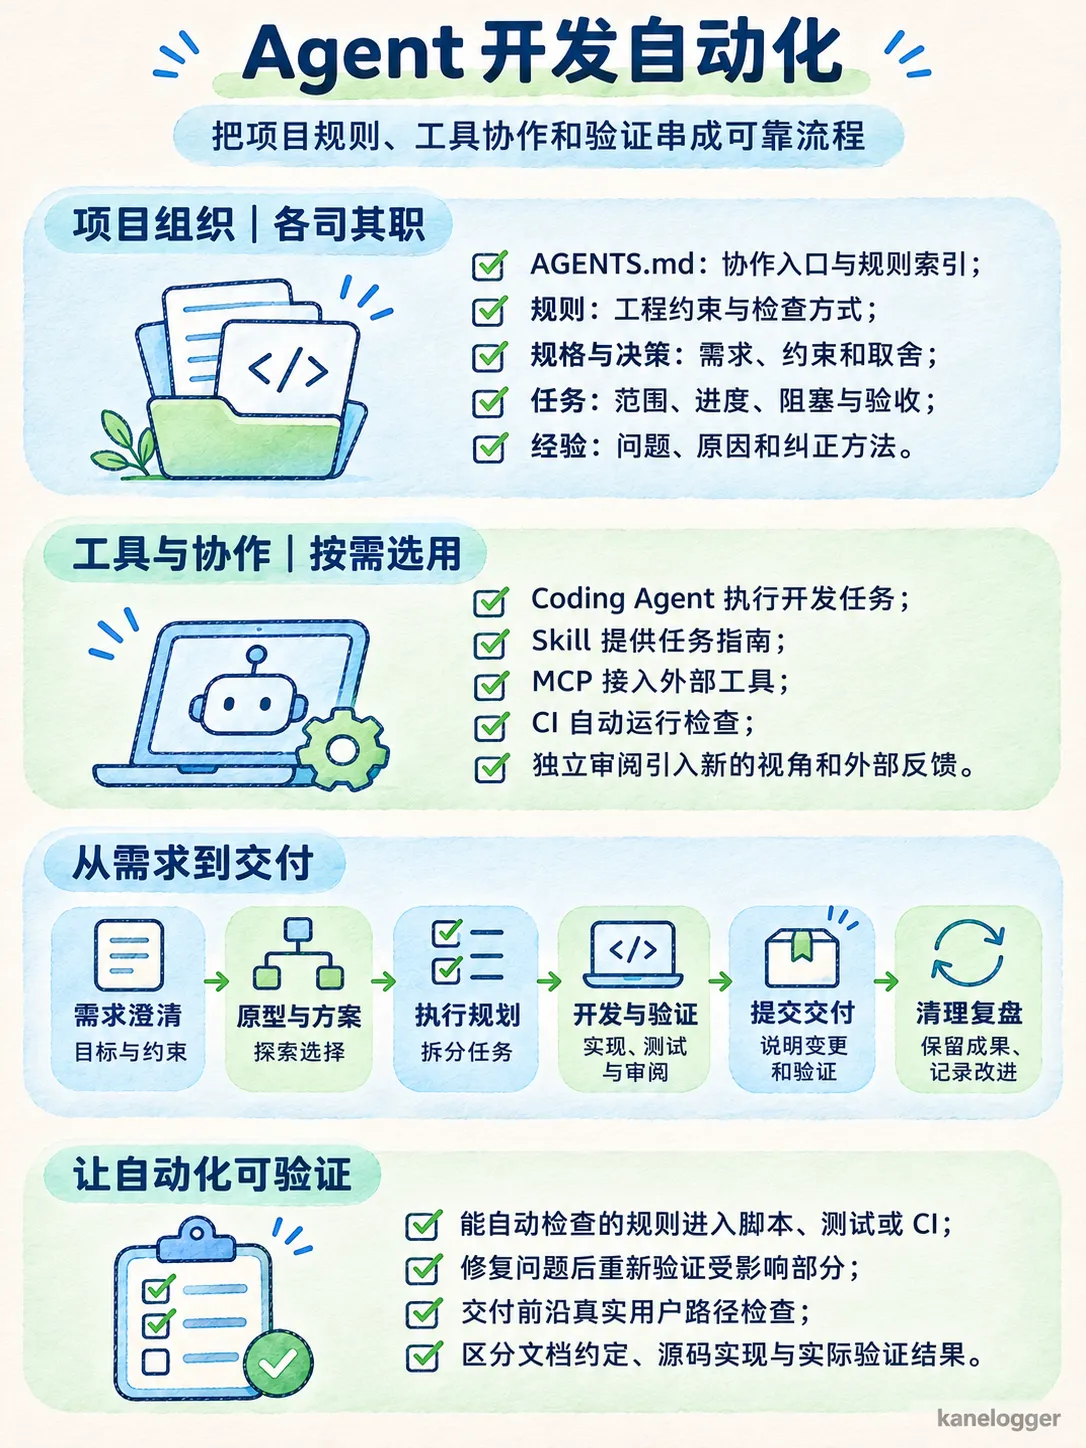 Agent 开发自动化
把项目规则、工具协作和验证串成可靠流程
项目组织｜各司其职
AGENTS.md：协作入口与规则索引；
规则：工程约束与检查方式；
规格与决策：需求、约束和取舍；
任务：范围、进度、阻塞与验收；
经验：问题、原因和纠正方法。
</>
工具与协作｜按需选用
Coding Agent 执行开发任务；
Skill 提供任务指南；
MCP 接入外部工具；
CI 自动运行检查；
独立审阅引入新的视角和外部反馈。
从需求到交付
需求澄清
目标与约束
原型与方案
探索选择
执行规划
拆分任务
</>
开发与验证
实现、测试
与审阅
提交交付
说明变更
和验证
清理复盘
保留成果、
记录改进
让自动化可验证
能自动检查的规则进入脚本、测试或 CI；
修复问题后重新验证受影响部分；
交付前沿真实用户路径检查；
区分文档约定、源码实现与实际验证结果。
kanelogger